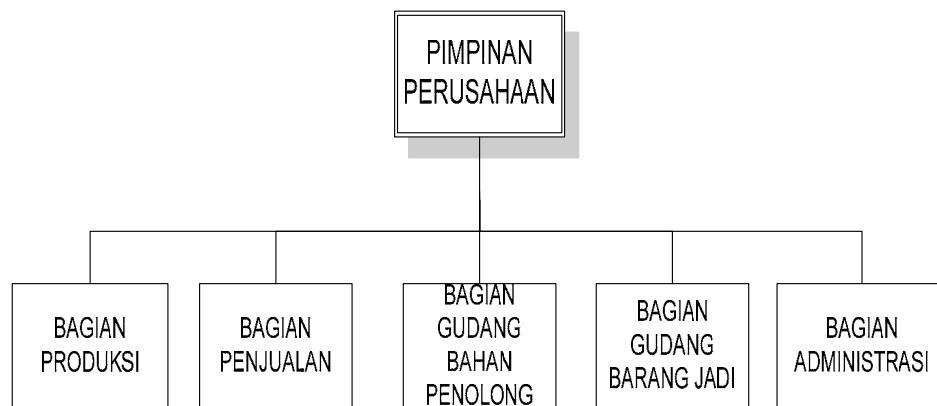 PIMPINAN
PERUSAHAAN
BAGIAN
PRODUKSI
BAGIAN
PENJUALAN
BAGIAN
GUDANG
BAHAN
PENOLONG
BAGIAN
GUDANG
BARANG JADI
BAGIAN
ADMINISTRASI